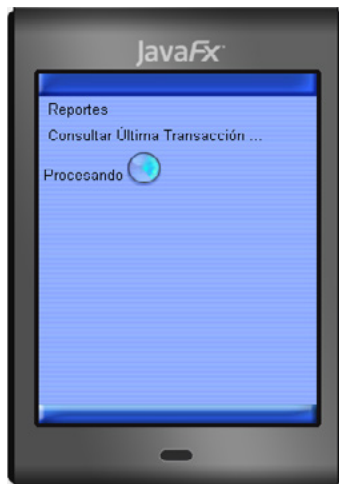 JavaFx
Reportes
Consultar Última Transacción ...
Procesando